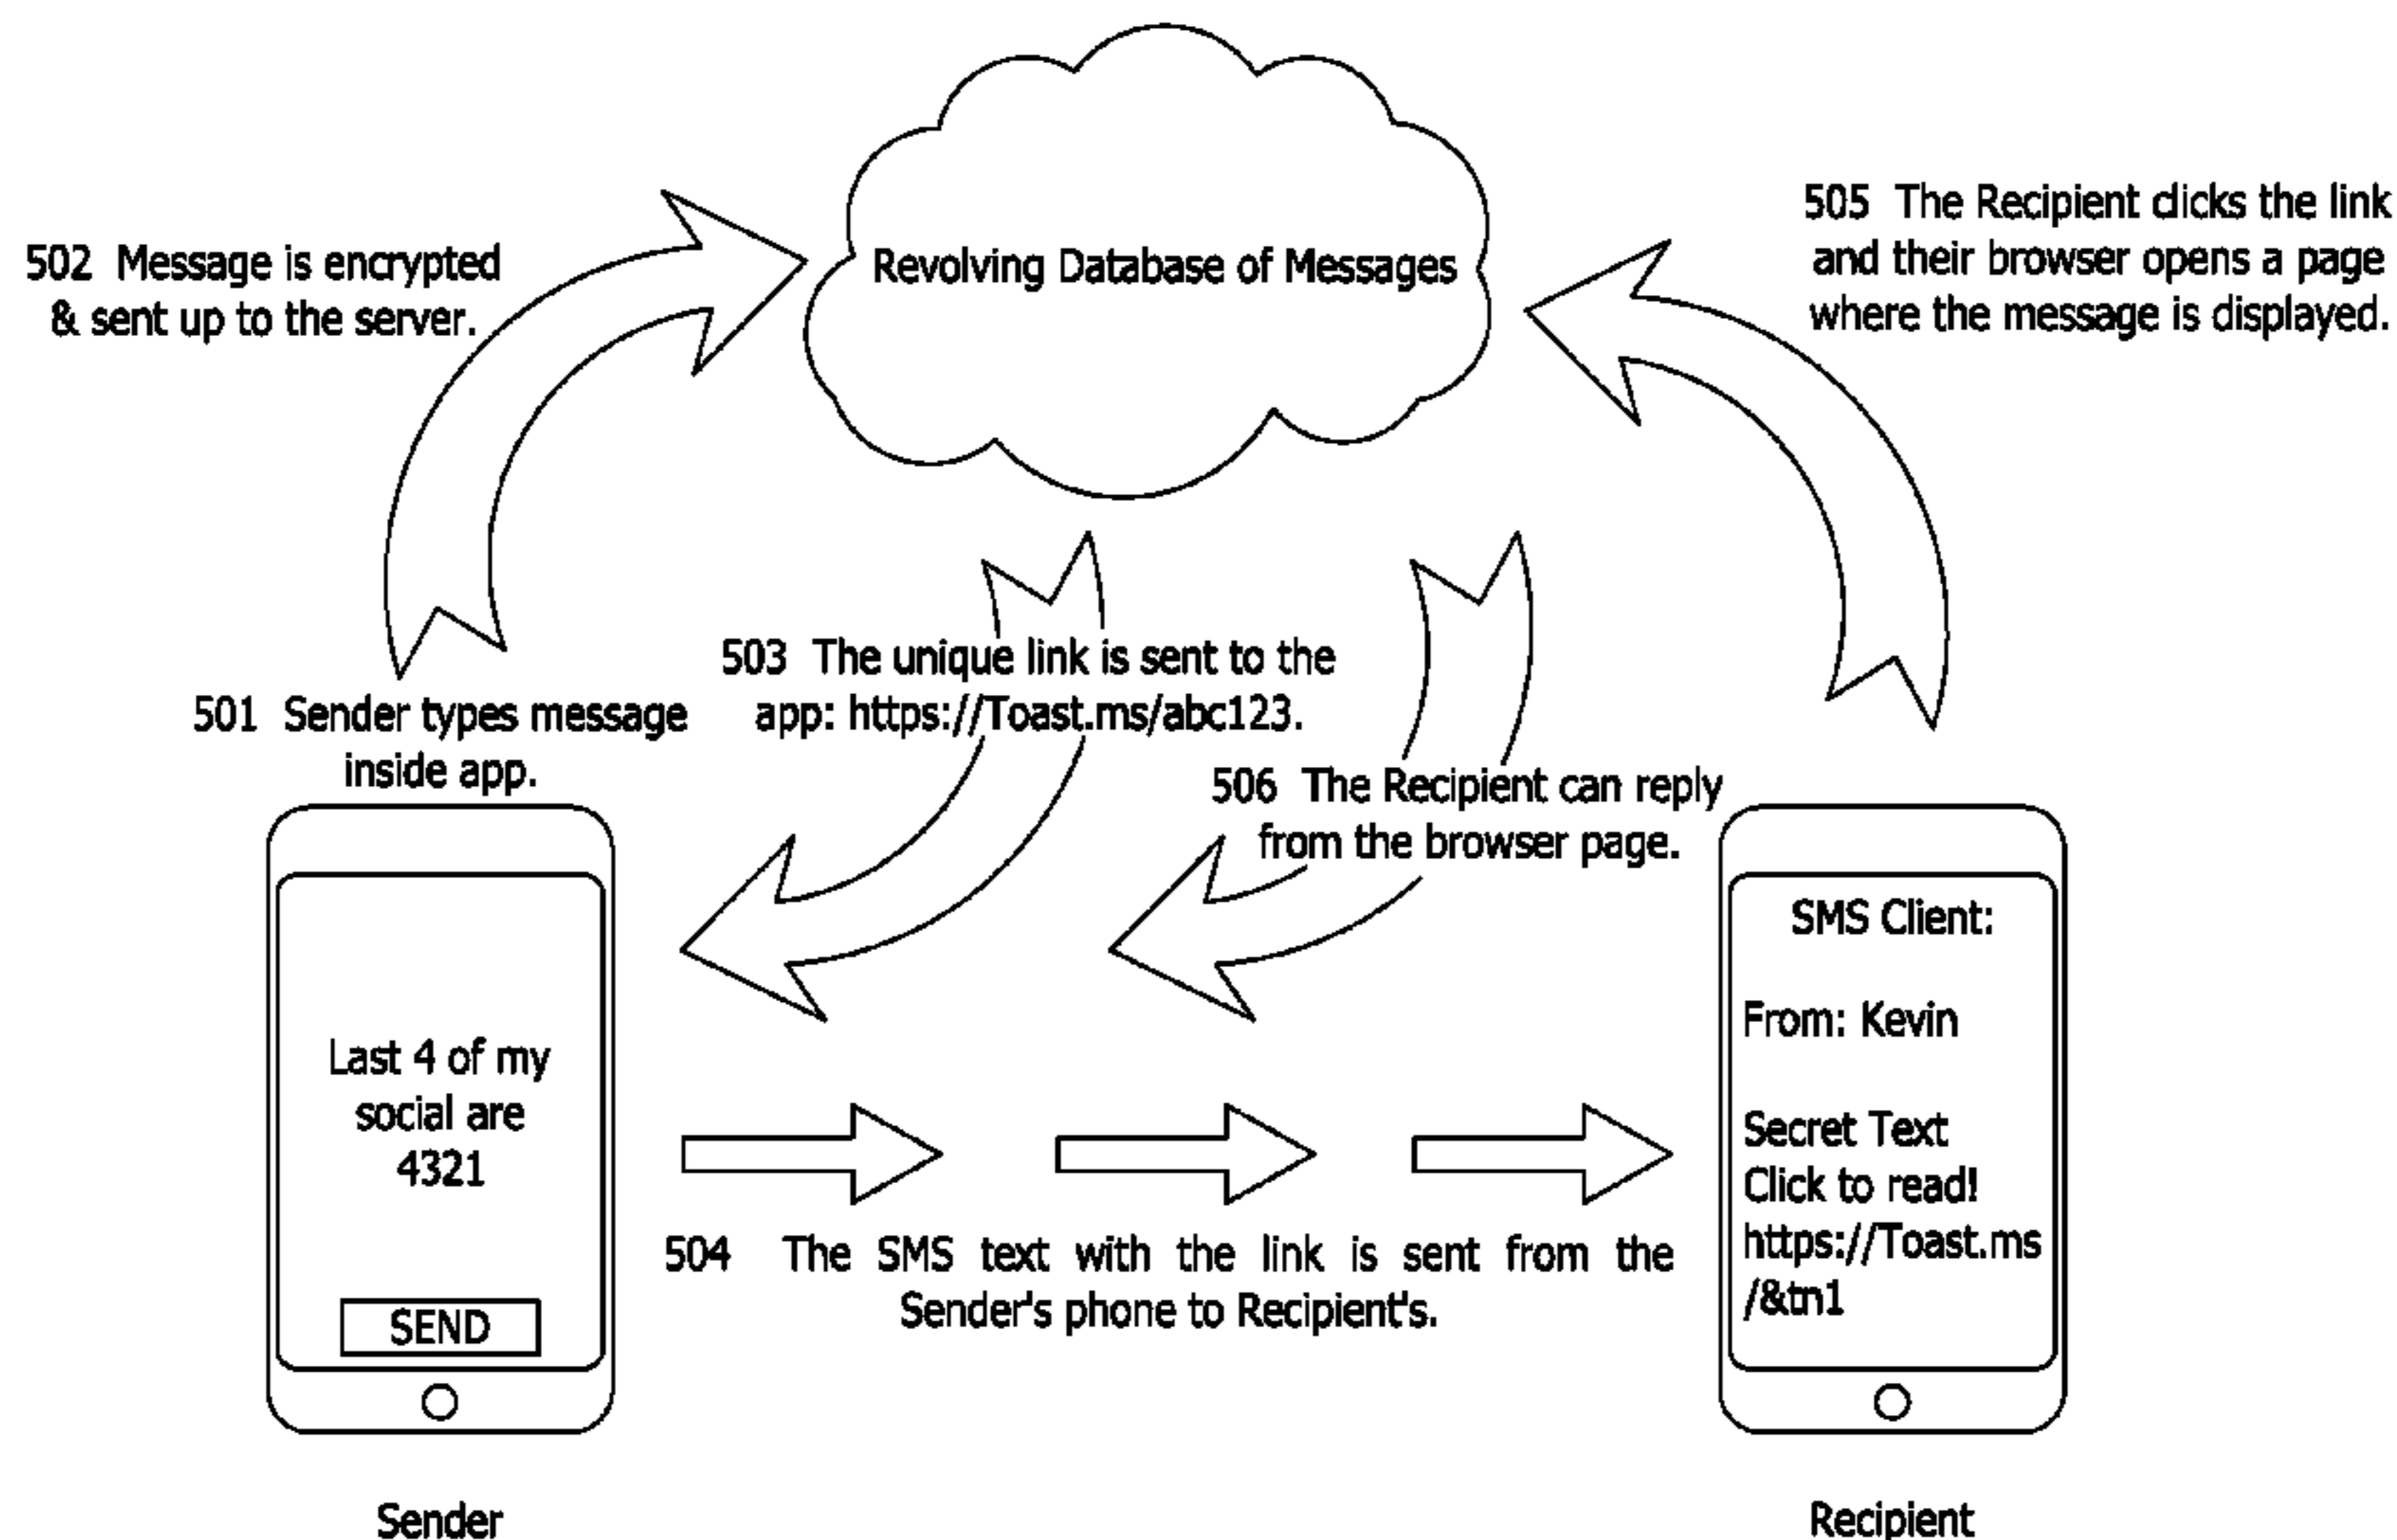 Revolving Database of Messages
502 Message is encrypted
& sent up to the server.
505 The Recipient clicks the link
and their browser opens a page
where the message is displayed.
501 Sender types message
inside app.
503 The unique link is sent to the
app: https://Toast.ms/abc123.
506 The Recipient can reply
from the browser page.
Last 4 of my
social are
4321
SEND
504 The SMS text with the link is sent from the
Sender's phone to Recipient's.
SMS Client:
From: Kevin
Secret Text
Click to read!
https://Toast.ms
/&tn1
Sender
Recipient